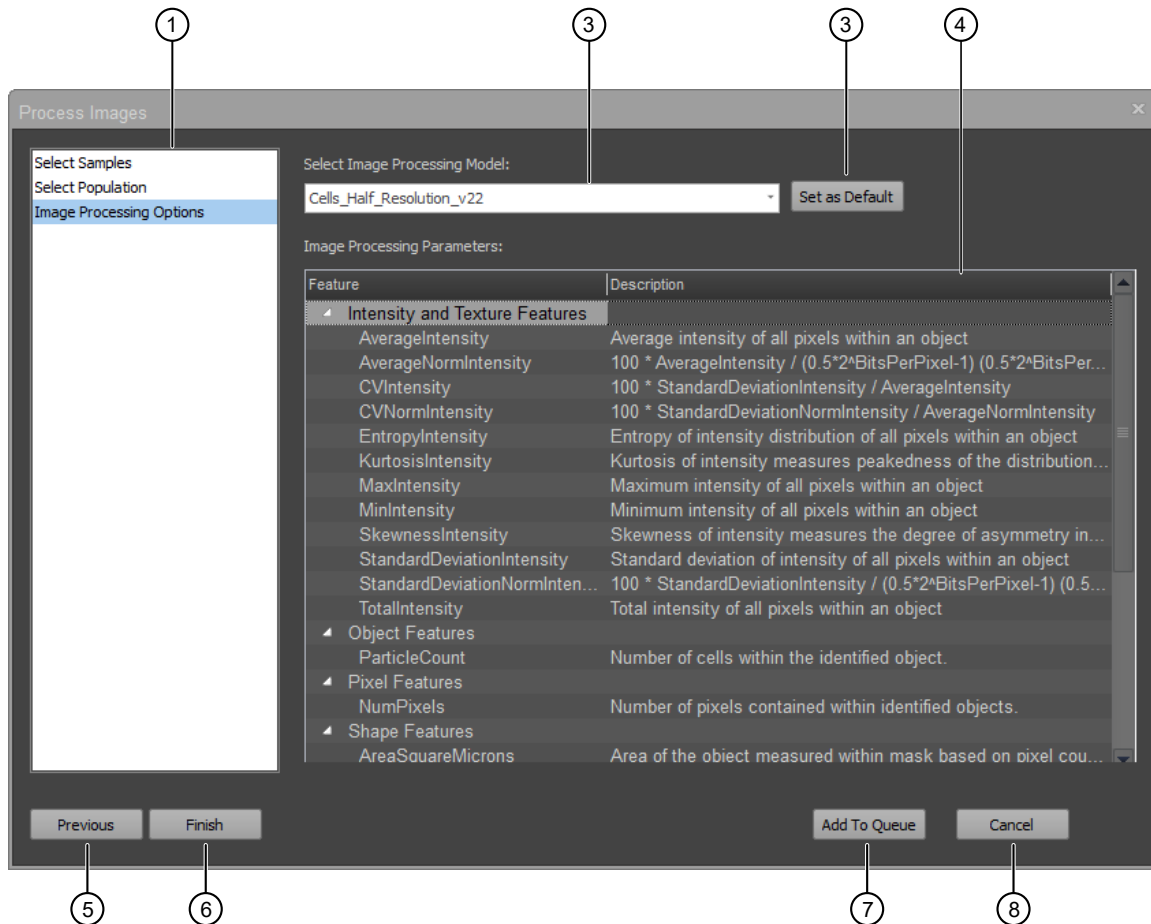 1 3 3 4
Process Images ×
Select Samples
Select Population
Image Processing Options
Select Image Processing Model:
Cells_Half_Resolution_v22 Set as Default
Image Processing Parameters:
Feature Description
Intensity and Texture Features
AverageIntensity Average intensity of all pixels within an object
AverageNormIntensity 100 * AverageIntensity / (0.5*2^BitsPerPixel-1) (0.5*2^BitsPer...
CVIntensity 100 * StandardDeviationIntensity / AverageIntensity
CVNormIntensity 100 * StandardDeviationNormIntensity / AverageNormIntensity
EntropyIntensity Entropy of intensity distribution of all pixels within an object
KurtosisIntensity Kurtosis of intensity measures peakedness of the distribution...
MaxIntensity Maximum intensity of all pixels within an object
MinIntensity Minimum intensity of all pixels within an object
SkewnessIntensity Skewness of intensity measures the degree of asymmetry in...
StandardDeviationIntensity Standard deviation of intensity of all pixels within an object
StandardDeviationNormInten... 100 * StandardDeviationIntensity / (0.5*2^BitsPerPixel-1) (0.5...
TotalIntensity Total intensity of all pixels within an object
Object Features
ParticleCount Number of cells within the identified object.
Pixel Features
NumPixels Number of pixels contained within identified objects.
Shape Features
AreaSquareMicrons Area of the object measured within mask based on pixel cou...
Previous Finish Add To Queue Cancel
5 6 7 8